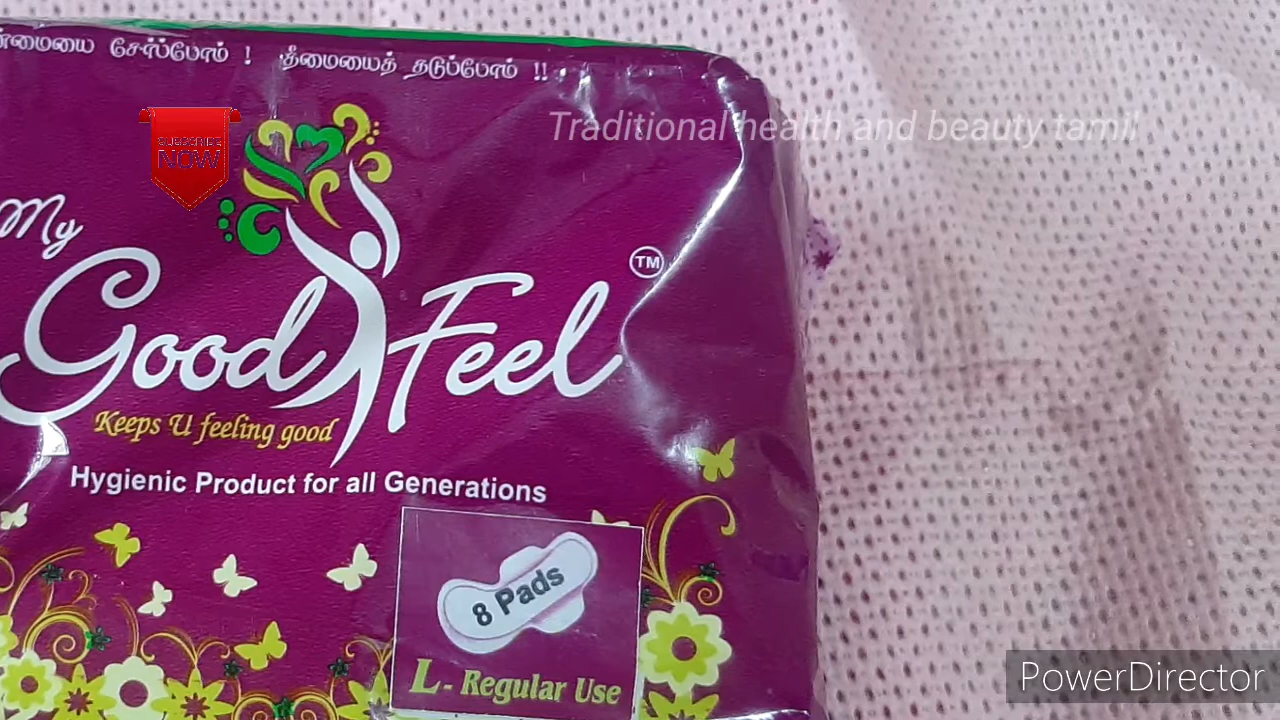 ன்மையை சேர்ப்போம் ! தீமையைத் தடுப்போம் !!
Traditional health and beauty tamil
SUBSCRIBE
NOW
My
Good Feel
TM
Keeps U feeling good
Hygienic Product for all Generations
8 Pads
L - Regular Use
PowerDirector